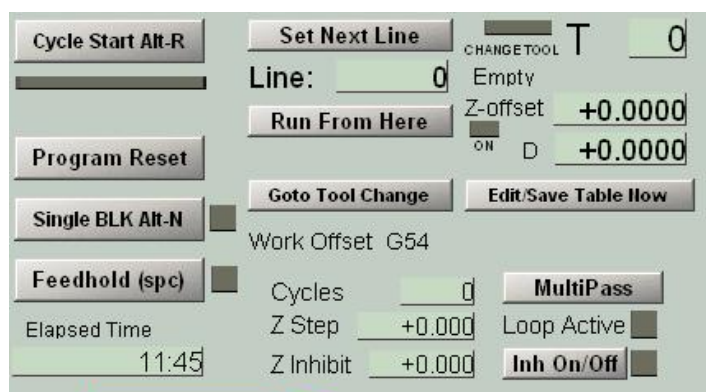 Cycle Start Alt-R
Set Next Line
CHANGETOOL T 0
Line: 0
Empty
Z-offset +0.0000
Run From Here
ON D +0.0000
Program Reset
Goto Tool Change
Edit/Save Table Now
Single BLK Alt-N
Work Offset G54
Feedhold (spc)
Cycles 0
MultiPass
Elapsed Time
Z Step +0.000
Loop Active
11:45
Z Inhibit +0.000
Inh On/Off